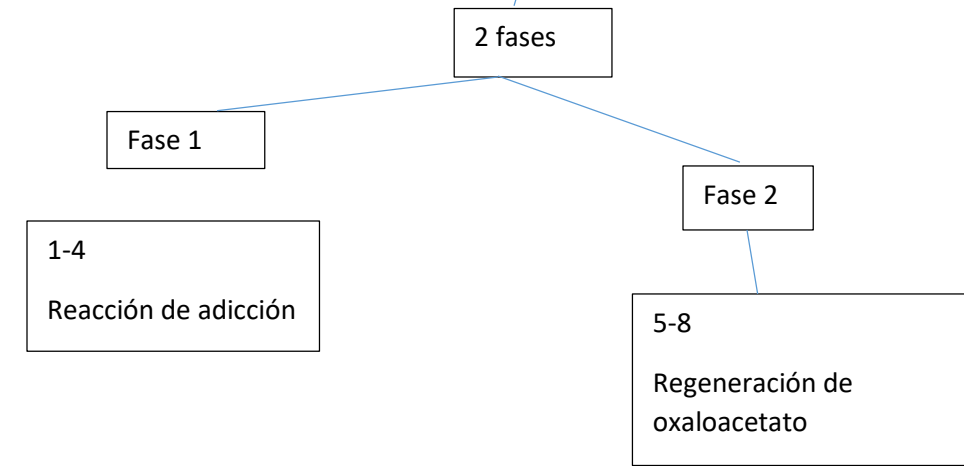 2 fases
Fase 1
Fase 2
1-4
Reacción de adicción
5-8
Regeneración de
oxaloacetato